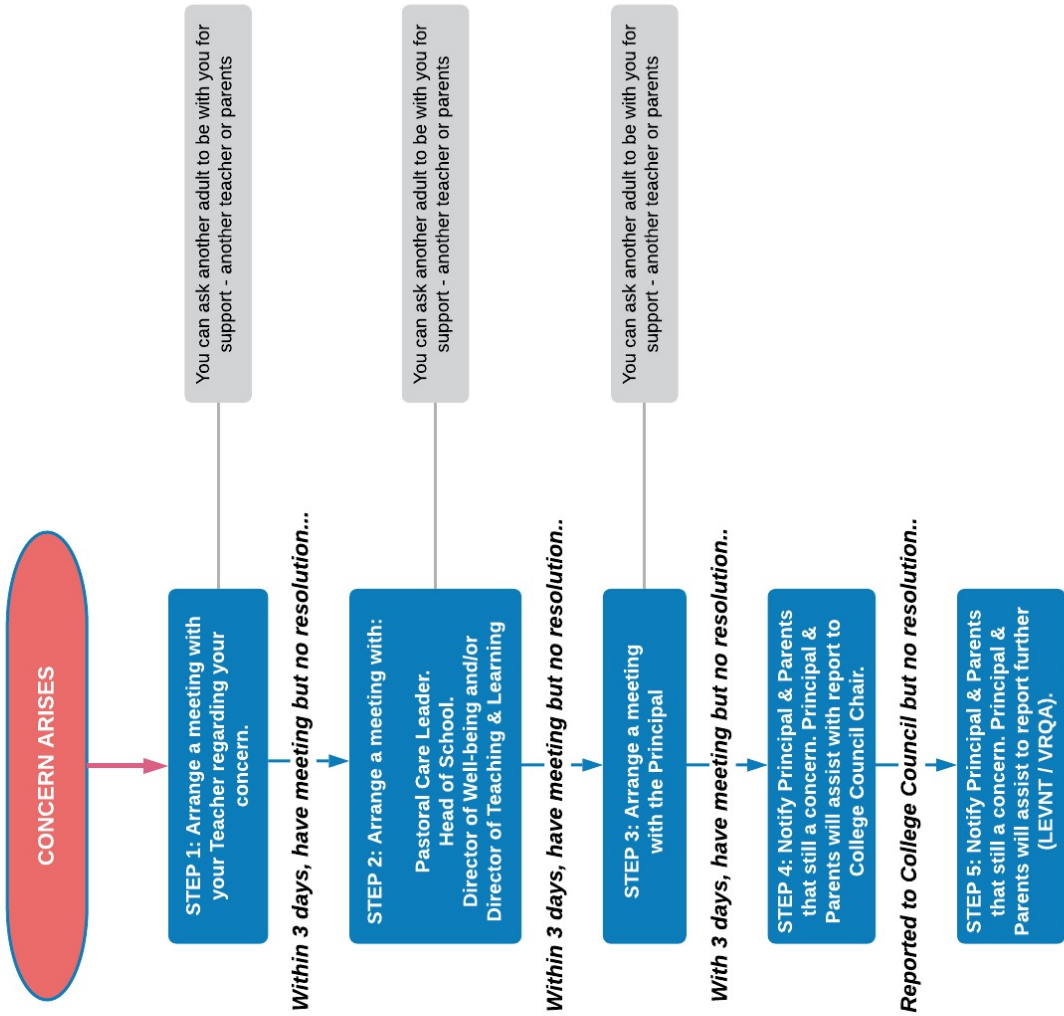 CONCERN ARISES
STEP 1: Arrange a meeting with
your Teacher regarding your
concern.
You can ask another adult to be with you for
support - another teacher or parents
Within 3 days, have meeting but no resolution...
STEP 2: Arrange a meeting with:
Pastoral Care Leader.
Head of School.
Director of Well-being and/or
Director of Teaching & Learning
You can ask another adult to be with you for
support - another teacher or parents
Within 3 days, have meeting but no resolution..
STEP 3: Arrange a meeting
with the Principal
You can ask another adult to be with you for
support - another teacher or parents
With 3 days, have meeting but no resolution..
STEP 4: Notify Principal & Parents
that still a concern. Principal &
Parents will assist with report to
College Council Chair.
Reported to College Council but no resolution..
STEP 5: Notify Principal & Parents
that still a concern. Principal &
Parents will assist to report further
(LEVNT / VRQA).